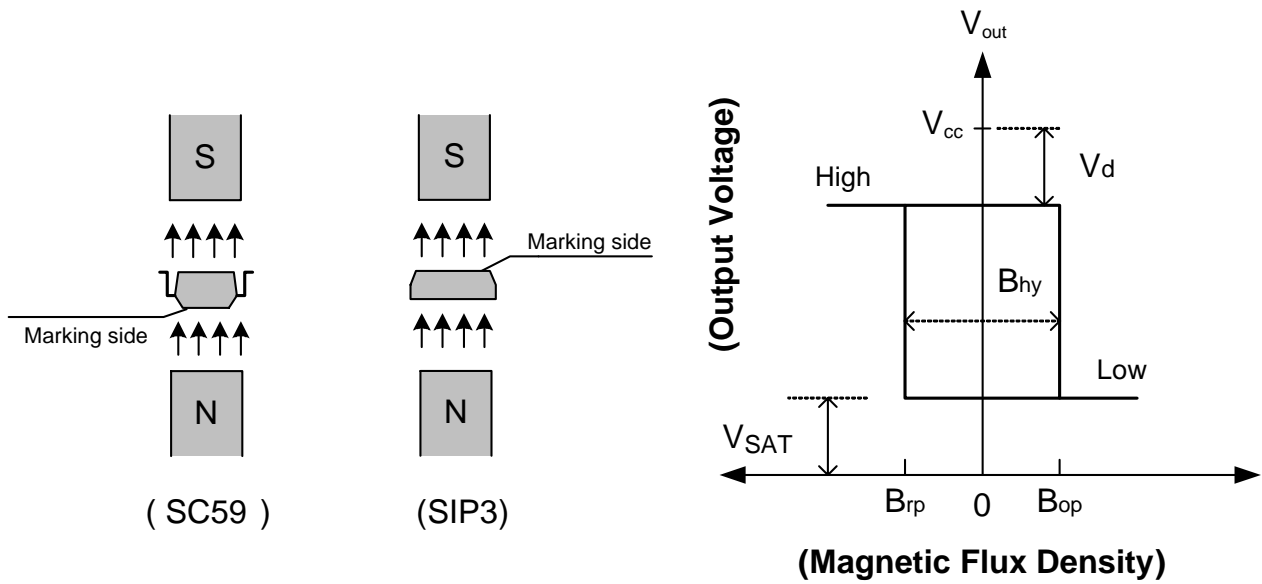 S
Marking side
N
( SC59 )
S
Marking side
N
(SIP3)
Vout
(Output Voltage)
Vcc
Vd
High
Bhy
Low
VSAT
Brp
0
Bop
(Magnetic Flux Density)